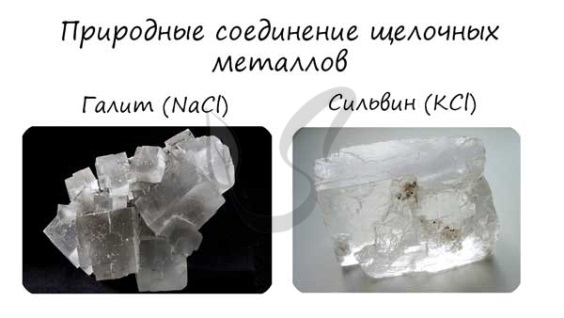 Природные соединение щелочных
металлов
Галит (NaCl)
Сильвин (KCl)